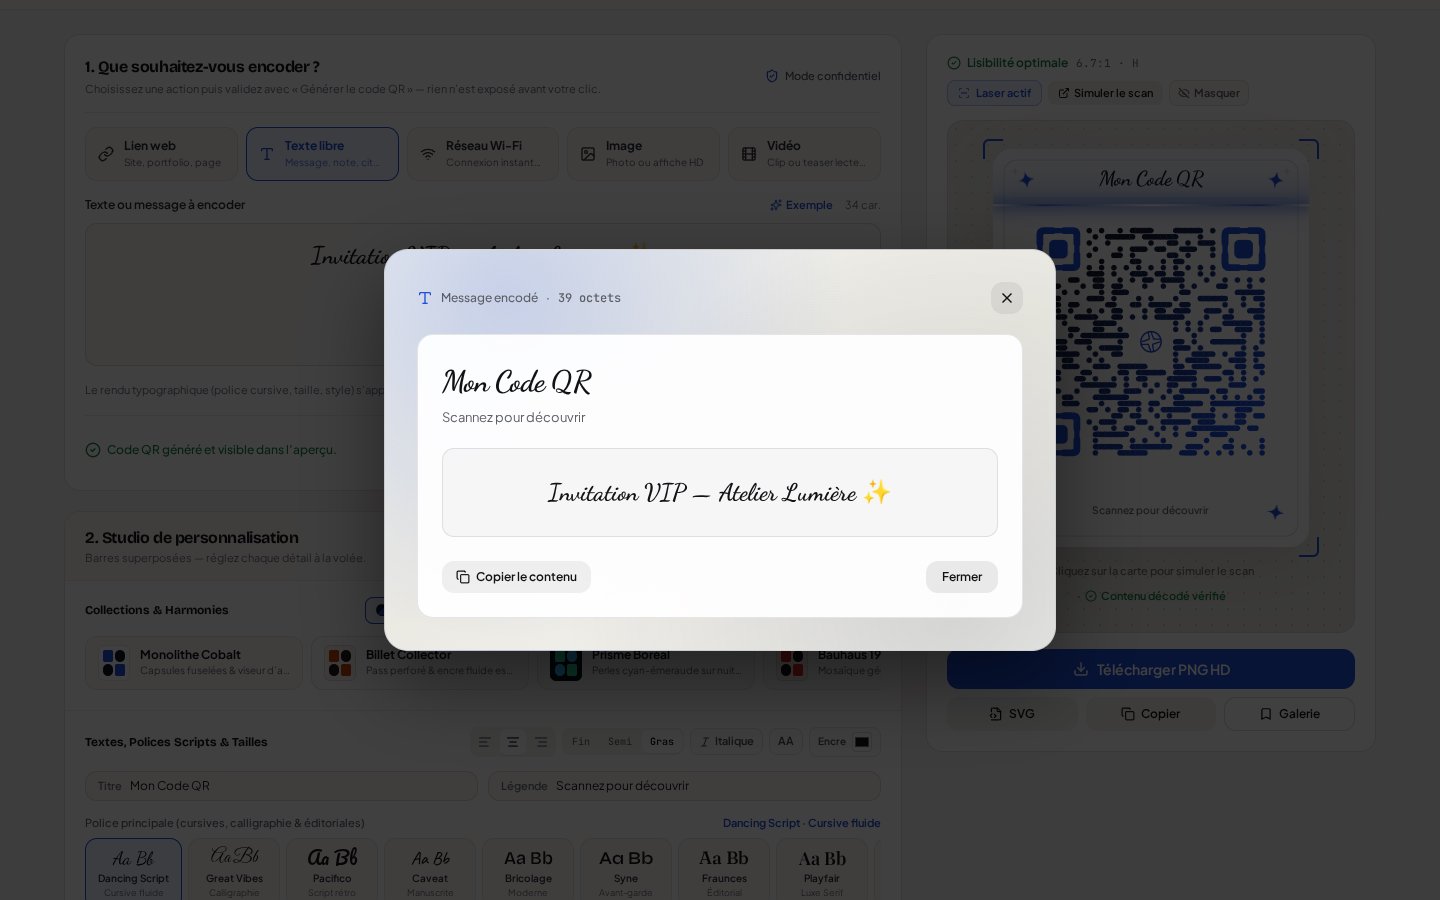 1. Que souhaitez-vous encoder ?
Choisissez une action puis validez avec « Générer le code QR » — rien n'est exposé avant votre clic.
Mode confidentiel
Lien web
Site, portfolio, page
Texte libre
Message, note, cit...
Réseau Wi-Fi
Connexion instant...
Image
Photo ou affiche HD
Vidéo
Clip ou teaser lecte...
Texte ou message à encoder
Exemple
34 car.
Le rendu typographique (police cursive, taille, style) s'app
Code QR généré et visible dans l'aperçu.
Message encodé · 39 octets
Mon Code QR
Scannez pour découvrir
Invitation VIP — Atelier Lumière ✨
Copier le contenu
Fermer
2. Studio de personnalisation
Barres superposées — réglez chaque détail à la volée.
Collections & Harmonies
Monolithe Cobalt
Capsules fuselées & viseur d'a...
Billet Collector
Pass perforé & encre fluide es...
Prisme Boréal
Perles cyan-émeraude sur nuit...
Bauhaus 19
Mosaïque gé
Textes, Polices Scripts & Tailles
Fin
Semi
Gras
Italique
AA
Encre
Titre Mon Code QR
Légende Scannez pour découvrir
Police principale (cursives, calligraphie & éditoriales)
Dancing Script · Cursive fluide
Aa Bb
Dancing Script
Cursive fluide
Aa Bb
Great Vibes
Calligraphie
Aa Bb
Pacifico
Script rétro
Aa Bb
Caveat
Manuscrite
Aa Bb
Bricolage
Moderne
Aa Bb
Syne
Avant-garde
Aa Bb
Fraunces
Éditorial
Aa Bb
Playfair
Luxe Serif
Lisibilité optimale 6.7:1 · H
Laser actif
Simuler le scan
Masquer
Mon Code QR
Scannez pour découvrir
cliquez sur la carte pour simuler le scan
· Contenu décodé vérifié
Télécharger PNG HD
SVG
Copier
Galerie